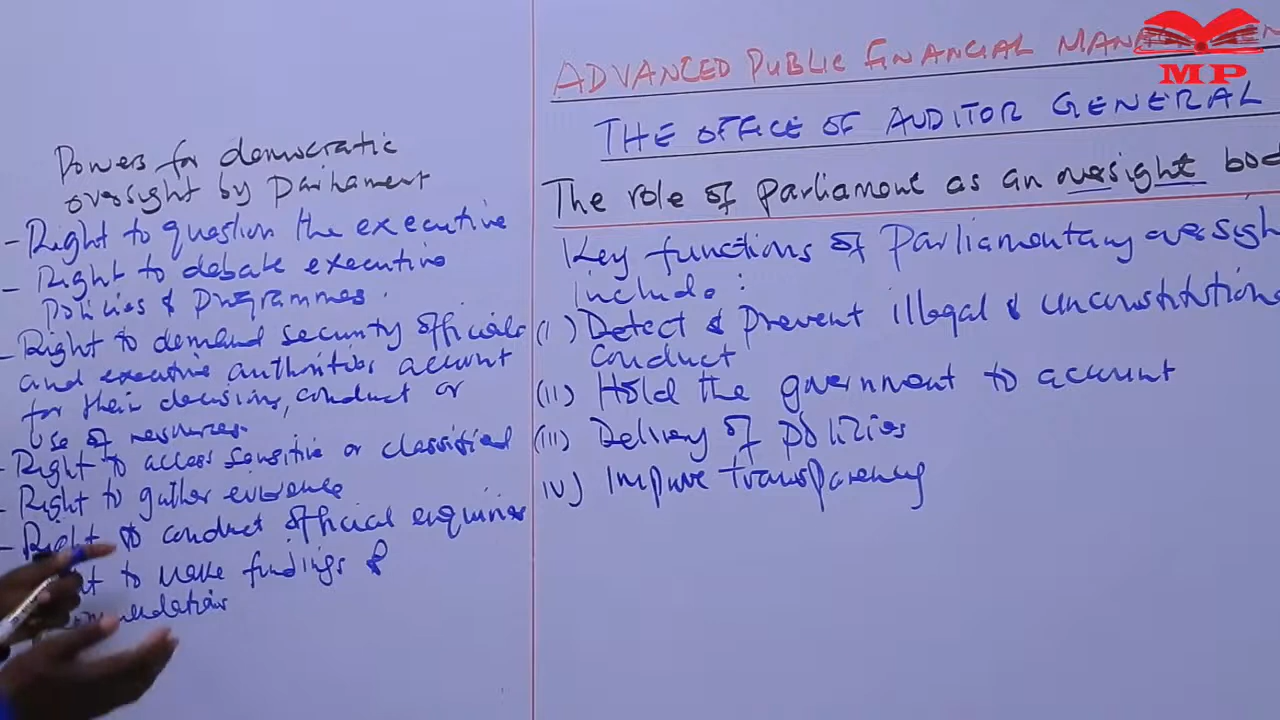 MP
ADVANCED PUBLIC FINANCIAL
THE OFFICE OF AUDITOR GENERAL
The role of parliament as an oversight
Key functions of Parliamentary
include:
(i) Detect & prevent illegal &
conduct
(ii) Hold the government to account
(iii) Delivery of policies
iv) Improve transparency
Powers for democratic
oversight by Parliament
- Right to question the executive
- Right to debate executive
policies & programmes.
- Right to demand security officials
and executive authorities account
for their decisions, conduct or
use of resources.
- Right to access sensitive or classified
- Right to gather evidence
- Right to conduct official enquiries
to make findings &